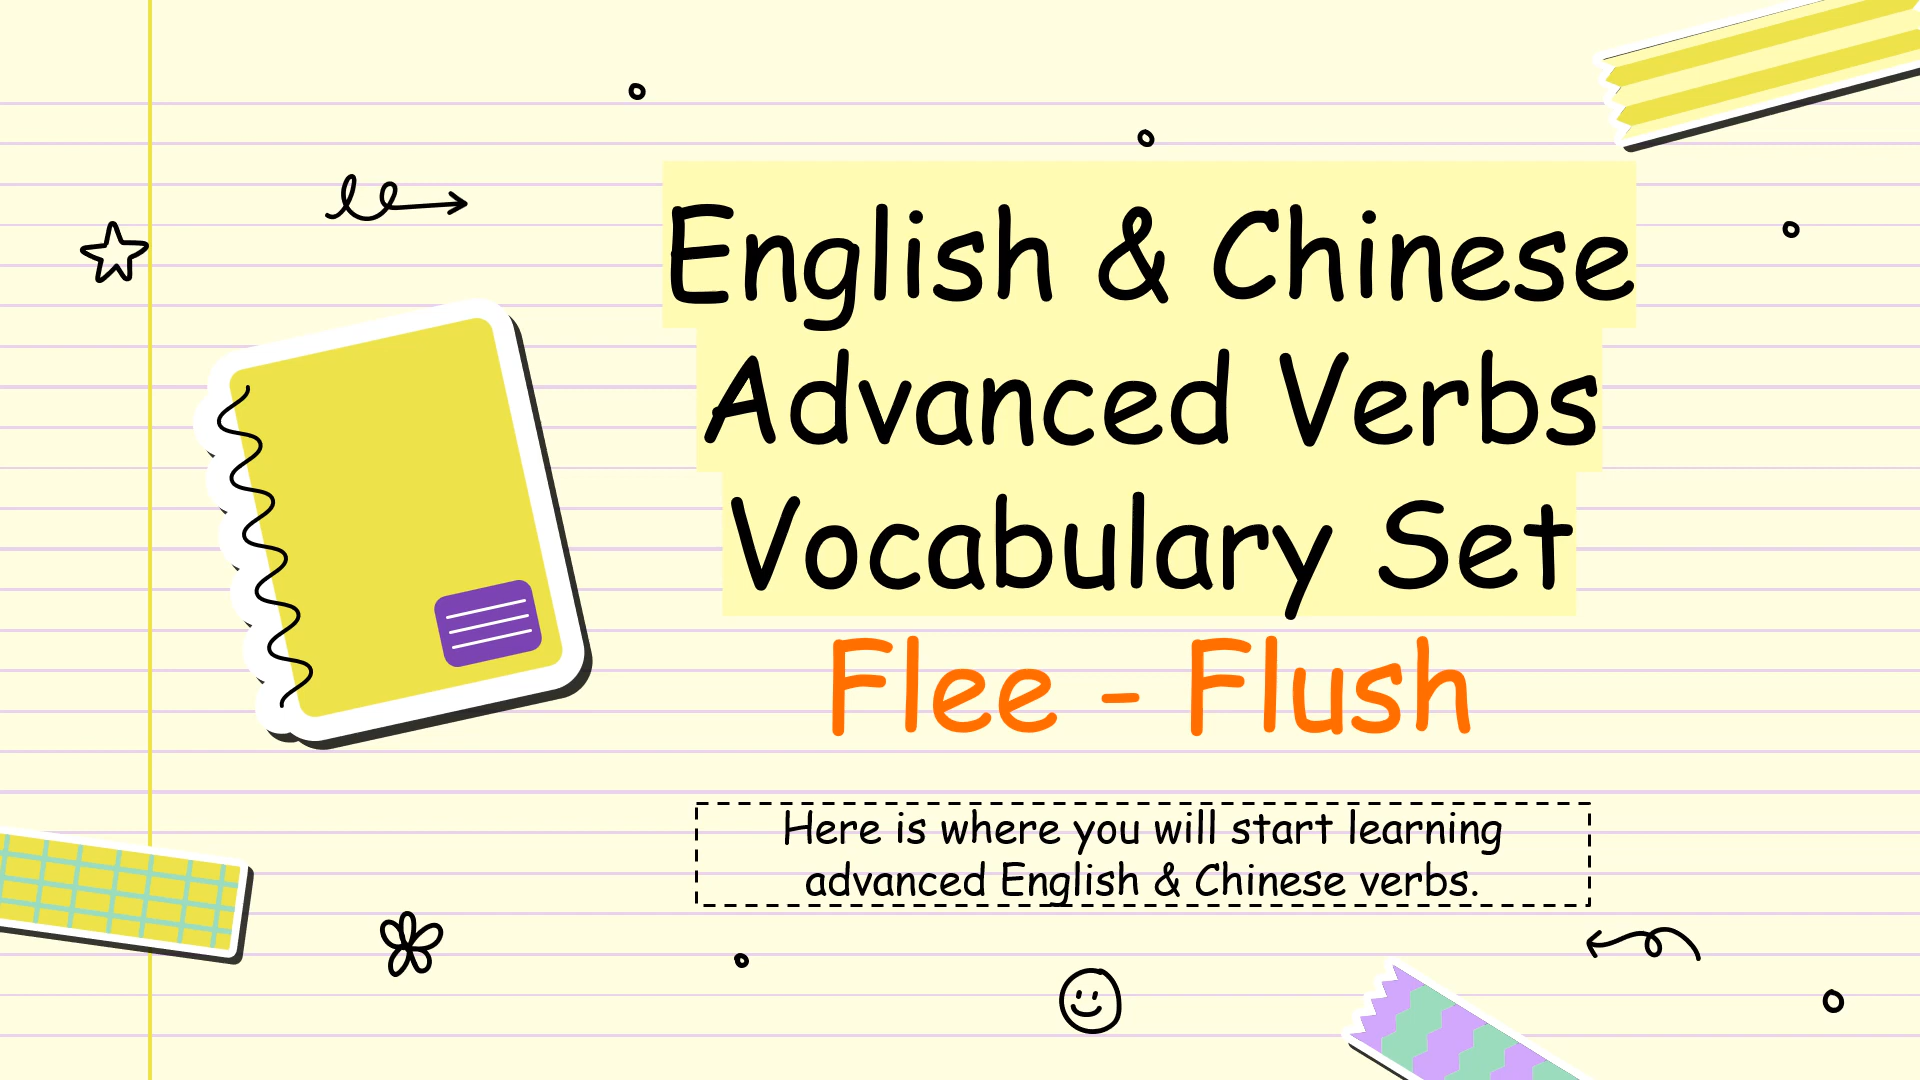 English & Chinese
Advanced Verbs
Vocabulary Set
Flee - Flush
Here is where you will start learning
advanced English & Chinese verbs.